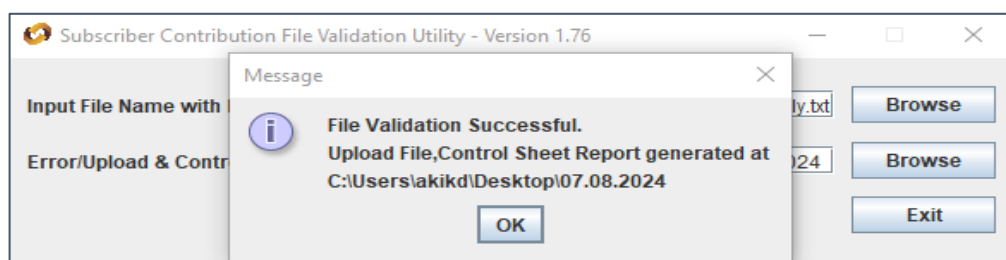 Subscriber Contribution File Validation Utility - Version 1.76
Message
Input File Name with
ly.txt
Browse
File Validation Successful.
Upload File,Control Sheet Report generated at
C:\Users\akikd\Desktop\07.08.2024
Error/Upload & Contr
024
Browse
OK
Exit